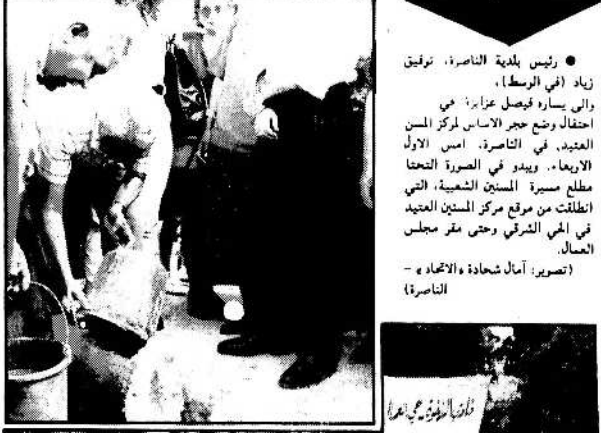 ● رئيس بلدية الناصرة، توفيق
زياد (في الوسط)،
والى يساره فيصل عزايزة في
احتفال وضع حجر الاساس لمركز المسن
العتيد، في الناصرة، امس الاول
الاربعاء. ويبدو في الصورة التحتا
مطلع مسيرة المسنين الشعبية، التي
انطلقت من موقع مركز المسنين العتيد
في الحي الشرقي وحتى مقر مجلس
العمال.
(تصوير: آمال شحادة «الاتحاد» -
الناصرة)